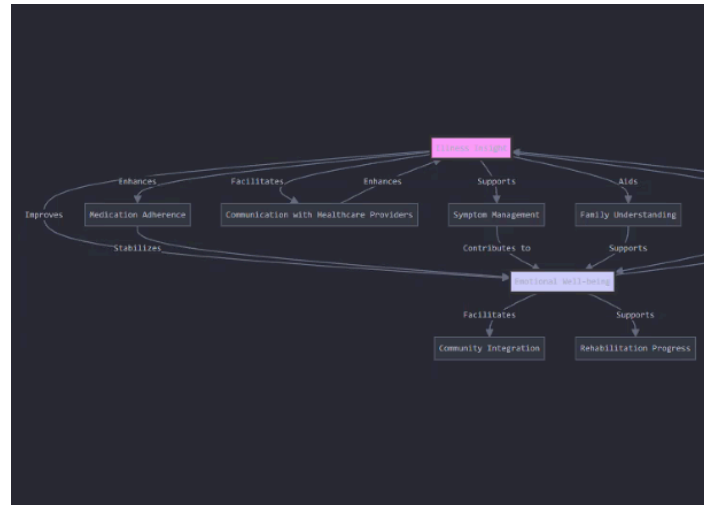 Illness Insight
Enhances
Facilitates
Enhances
Supports
Aids
Improves
Medication Adherence
Communication with Healthcare Providers
Symptom Management
Family Understanding
Stabilizes
Contributes to
Supports
Emotional Well-being
Facilitates
Supports
Community Integration
Rehabilitation Progress